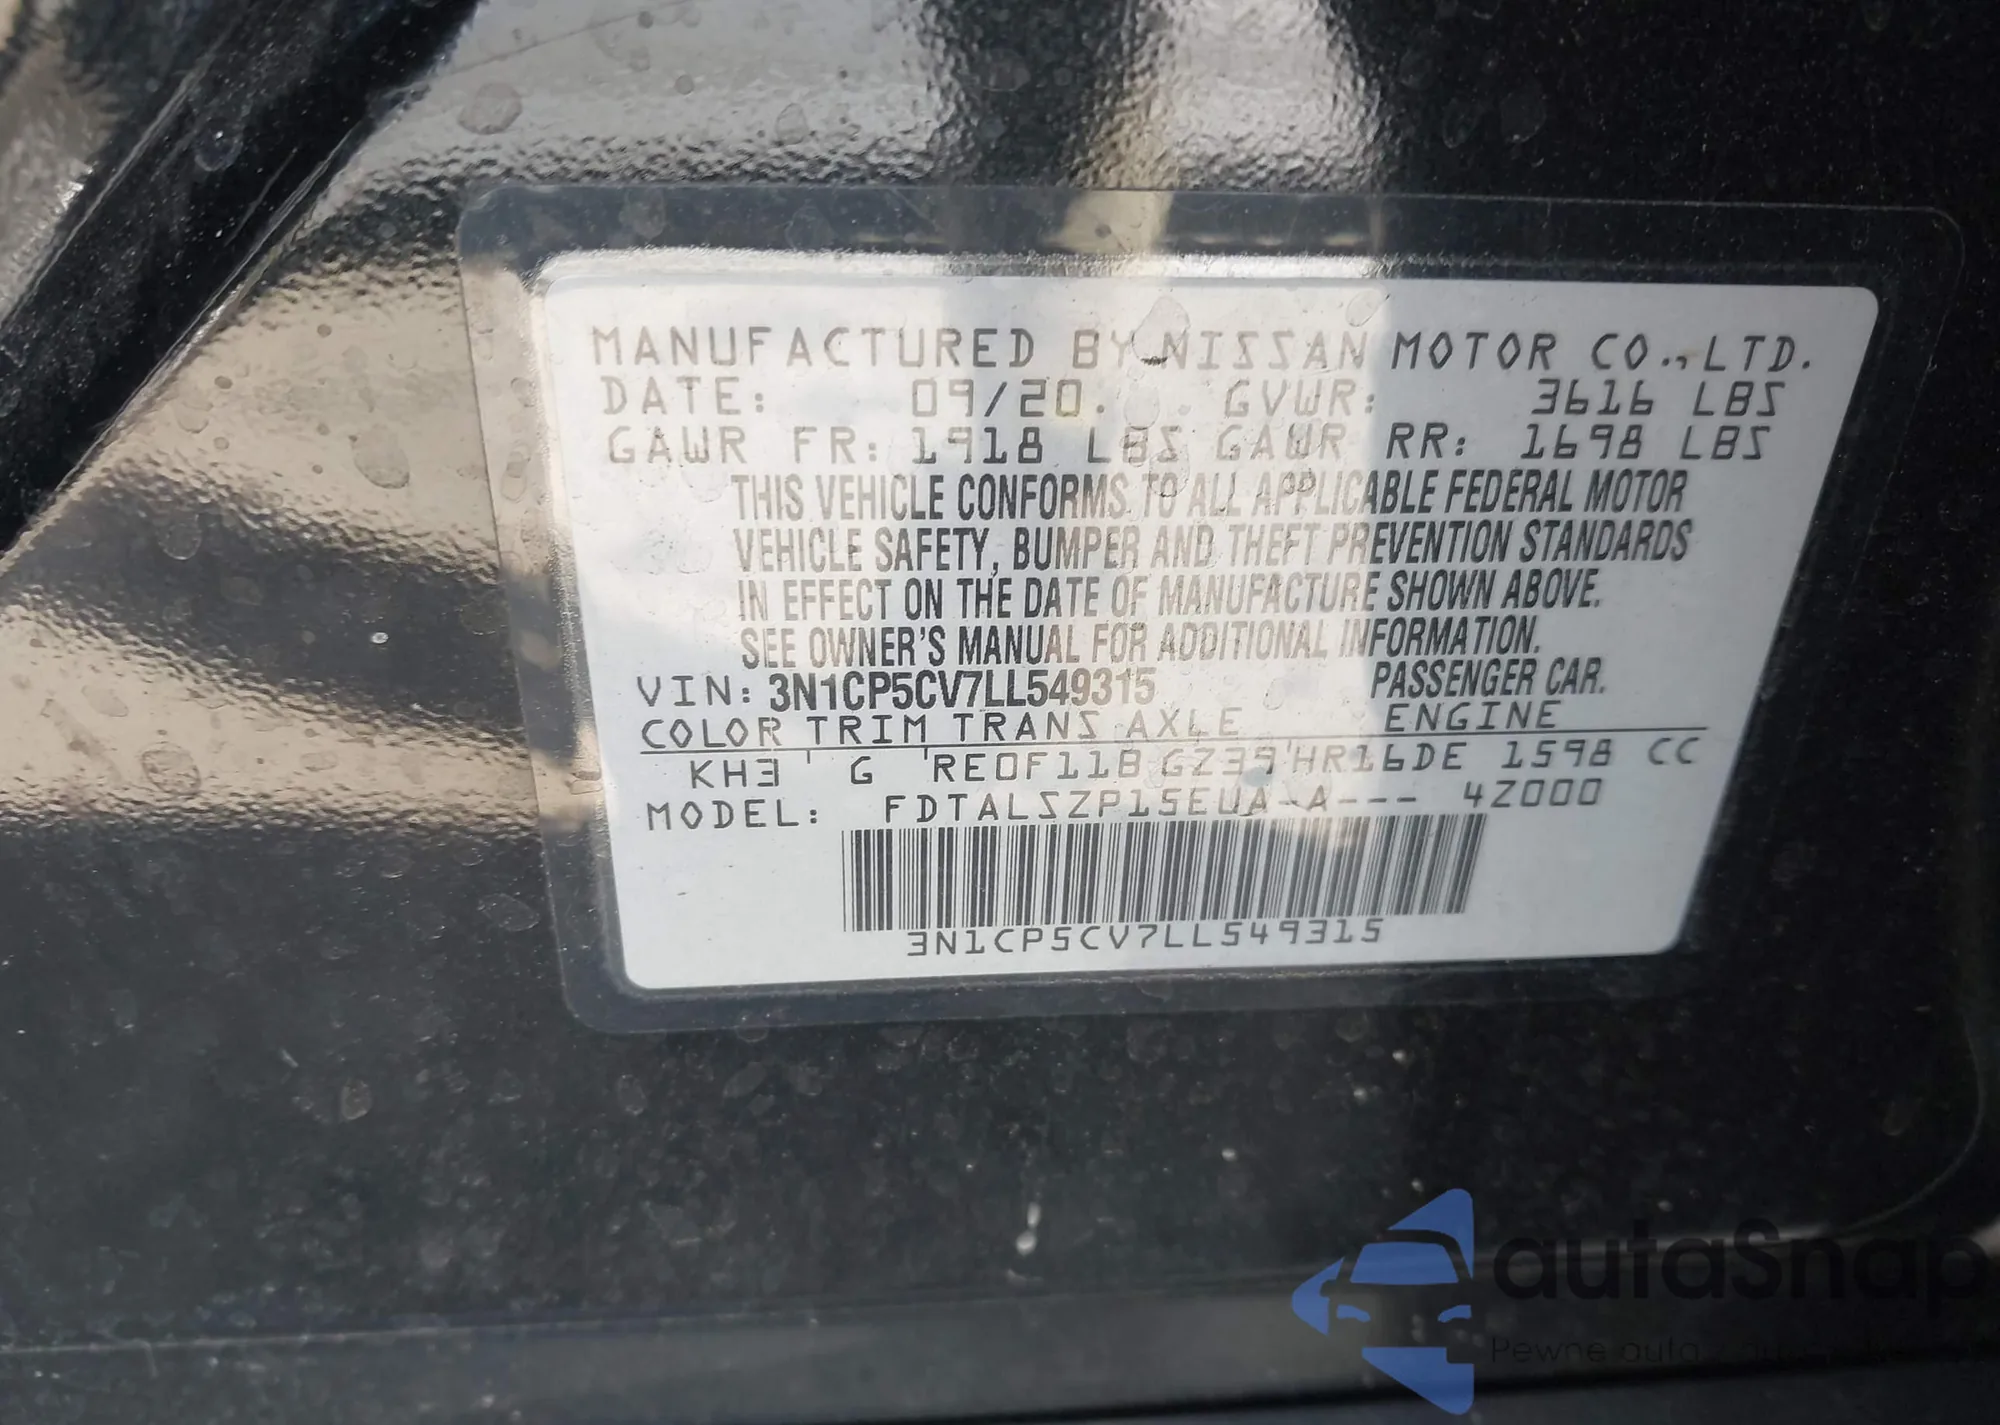 MANUFACTURED BY NISSAN MOTOR CO., LTD.
DATE: 09/20. GVWR: 3616 LBS
GAWR FR: 1918 LBS GAWR RR: 1698 LBS
THIS VEHICLE CONFORMS TO ALL APPLICABLE FEDERAL MOTOR
VEHICLE SAFETY, BUMPER AND THEFT PREVENTION STANDARDS
IN EFFECT ON THE DATE OF MANUFACTURE SHOWN ABOVE.
SEE OWNER'S MANUAL FOR ADDITIONAL INFORMATION.
VIN: 3N1CP5CV7LL549315 PASSENGER CAR.
COLOR TRIM TRANS AXLE ENGINE
KH3 ' G ' RE0F11B GZ39 ' HR16DE 1598 CC
MODEL: FDTALSZP15EUA-A--- 4Z000
3N1CP5CV7LL549315
autaSnap
Pewne auta